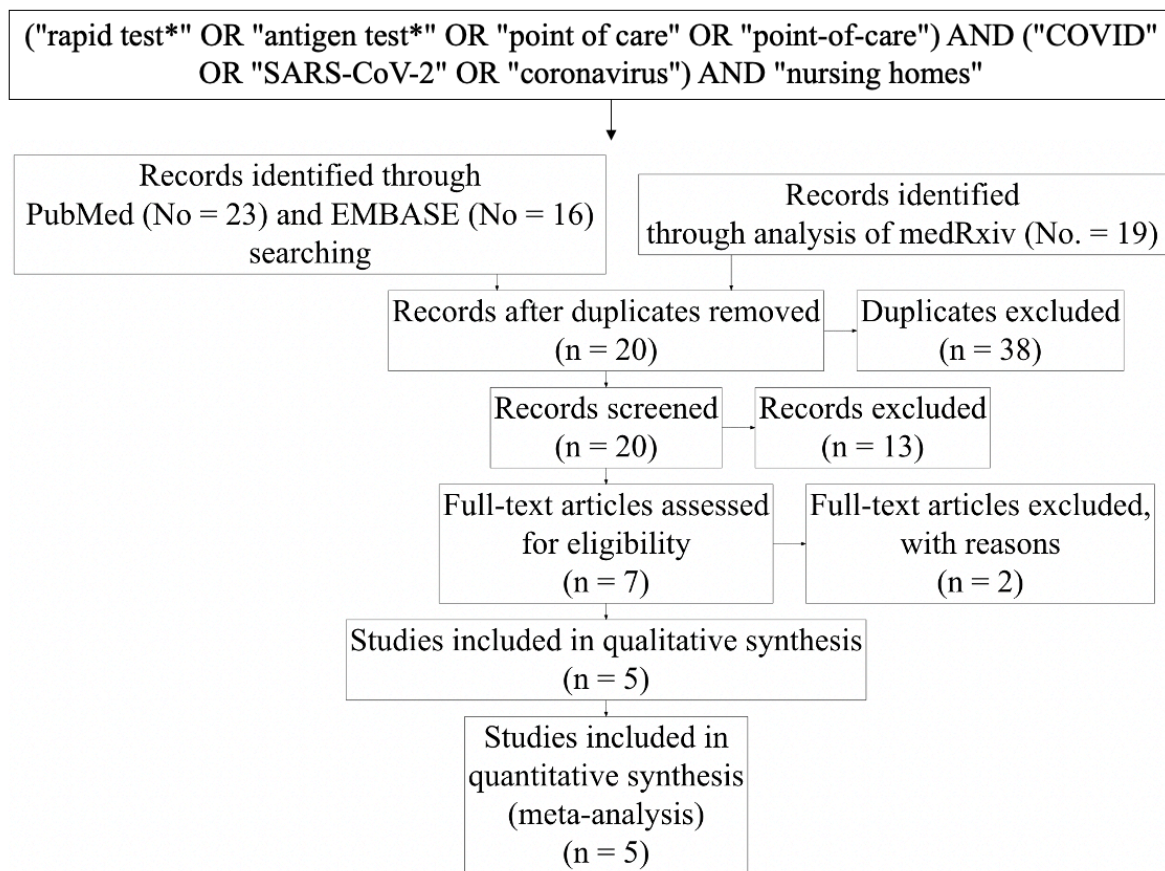 ("rapid test*" OR "antigen test*" OR "point of care" OR "point-of-care") AND ("COVID"
OR "SARS-CoV-2" OR "coronavirus") AND "nursing homes"
Records identified through
PubMed (No = 23) and EMBASE (No = 16)
searching
Records identified
through analysis of medRxiv (No. = 19)
Records after duplicates removed
(n = 20)
Duplicates excluded
(n = 38)
Records screened
(n = 20)
Records excluded
(n = 13)
Full-text articles assessed
for eligibility
(n = 7)
Full-text articles excluded,
with reasons
(n = 2)
Studies included in qualitative synthesis
(n = 5)
Studies included in
quantitative synthesis
(meta-analysis)
(n = 5)